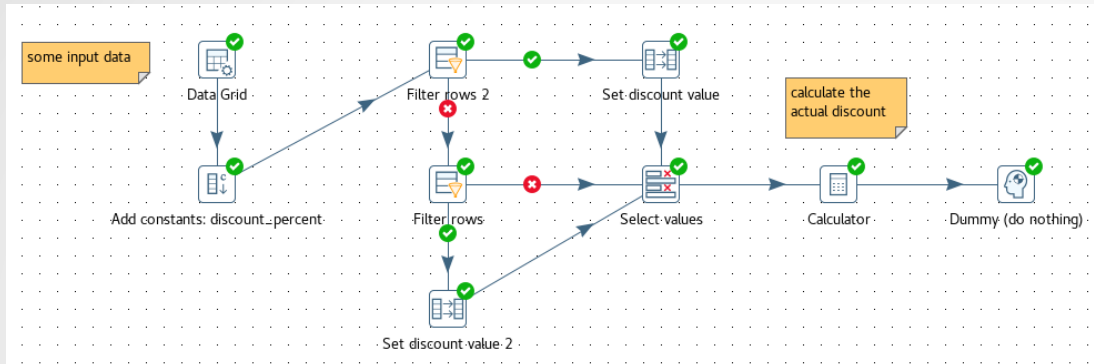 some input data
Data Grid
Filter rows 2
Set discount value
calculate the
actual discount
C
Add constants: discount_percent
Filter rows
Select values
Calculator
Dummy (do nothing)
Set discount value 2